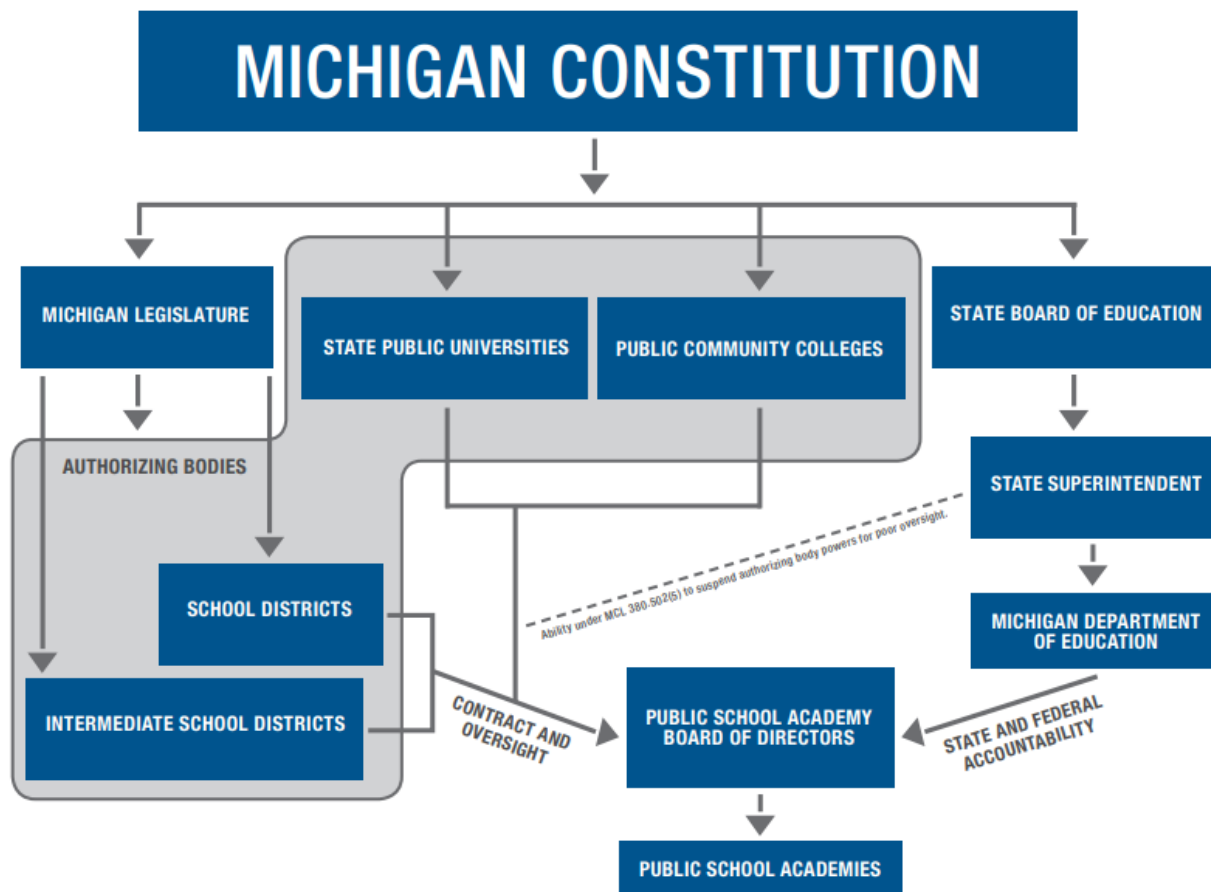 MICHIGAN CONSTITUTION
MICHIGAN LEGISLATURE
STATE PUBLIC UNIVERSITIES
PUBLIC COMMUNITY COLLEGES
STATE BOARD OF EDUCATION
AUTHORIZING BODIES
STATE SUPERINTENDENT
Ability under MCL 380.502(5) to suspend authorizing body powers for poor oversight.
SCHOOL DISTRICTS
MICHIGAN DEPARTMENT
OF EDUCATION
INTERMEDIATE SCHOOL DISTRICTS
CONTRACT AND
OVERSIGHT
PUBLIC SCHOOL ACADEMY
BOARD OF DIRECTORS
STATE AND FEDERAL
ACCOUNTABILITY
PUBLIC SCHOOL ACADEMIES